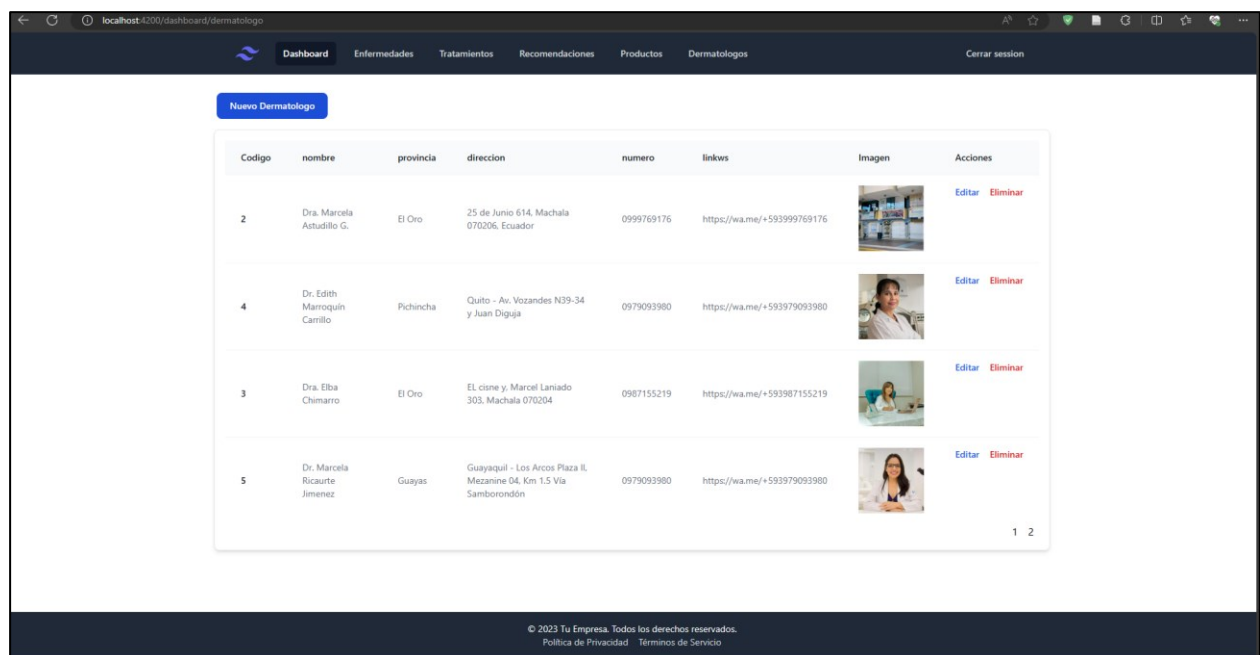 localhost:4200/dashboard/dermatologo
Dashboard Enfermedades Tratamientos Recomendaciones Productos Dermatologos Cerrar session
Nuevo Dermatologo
Codigo nombre provincia direccion numero linkws Imagen Acciones
2 Dra. Marcela Astudillo G. El Oro 25 de Junio 614, Machala 070206, Ecuador 0999769176 https://wa.me/+593999769176 Editar Eliminar
4 Dr. Edith Marroquín Carrillo Pichincha Quito - Av. Vozandes N39-34 y Juan Diguja 0979093980 https://wa.me/+593979093980 Editar Eliminar
3 Dra. Elba Chimarro El Oro EL cisne y, Marcel Laniado 303, Machala 070204 0987155219 https://wa.me/+593987155219 Editar Eliminar
5 Dr. Marcela Ricaurte Jimenez Guayas Guayaquil - Los Arcos Plaza II, Mezanine 04, Km 1.5 Vía Samborondón 0979093980 https://wa.me/+593979093980 Editar Eliminar
1 2
© 2023 Tu Empresa. Todos los derechos reservados.
Política de Privacidad Términos de Servicio